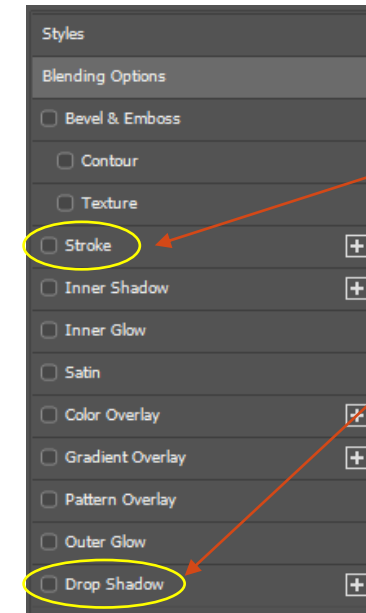 Styles
Blending Options
Bevel & Emboss
Contour
Texture
Stroke
Inner Shadow
Inner Glow
Satin
Color Overlay
Gradient Overlay
Pattern Overlay
Outer Glow
Drop Shadow